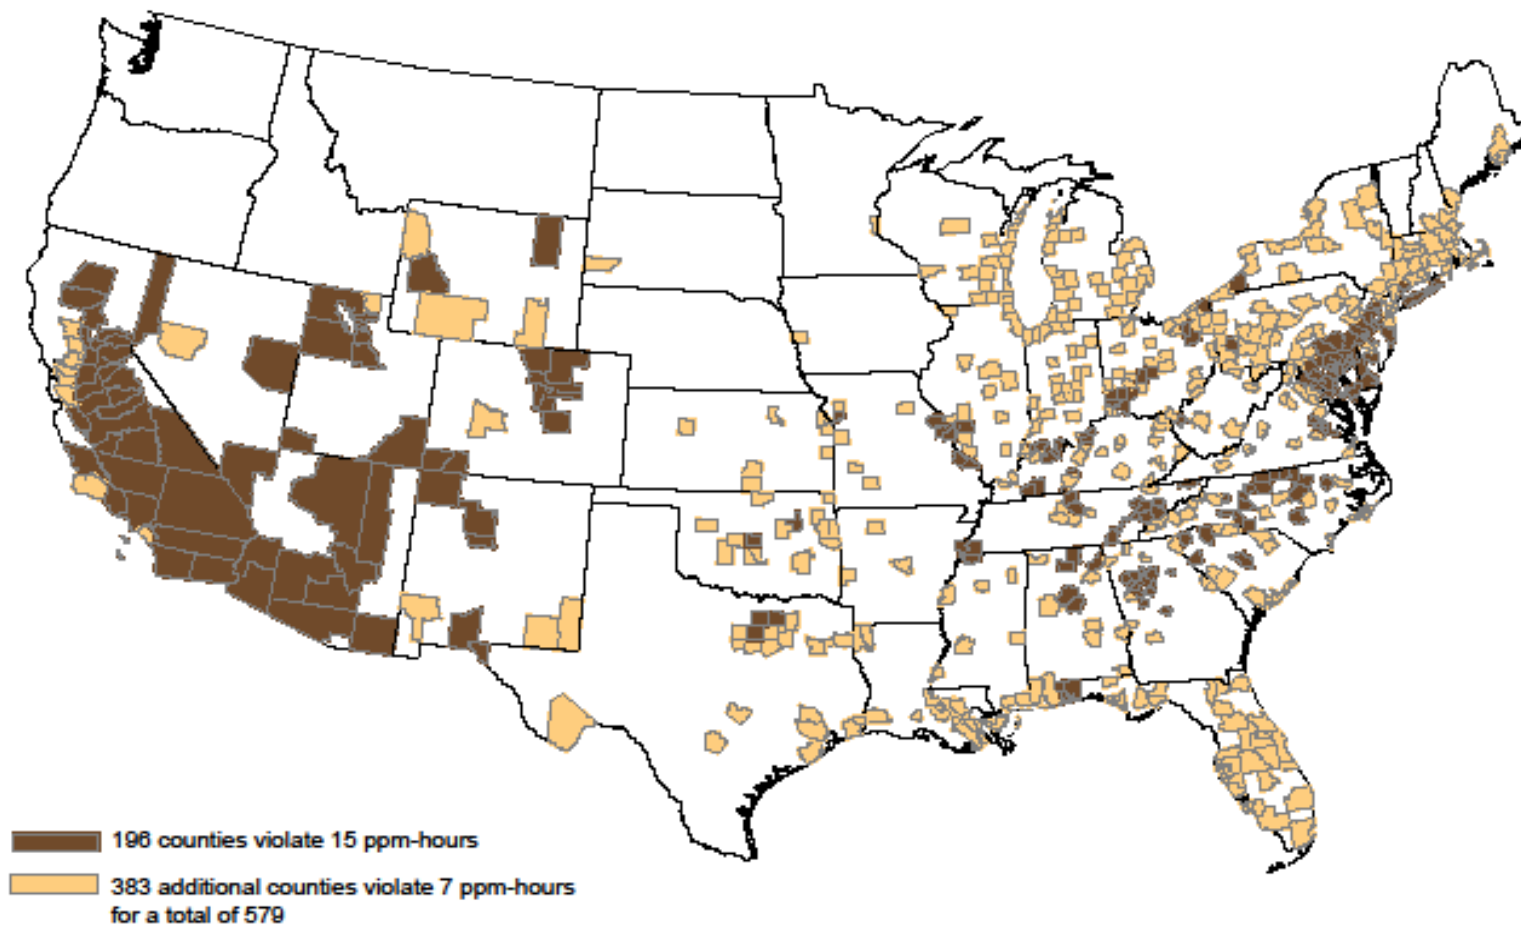 196 counties violate 15 ppm-hours
383 additional counties violate 7 ppm-hours
for a total of 579